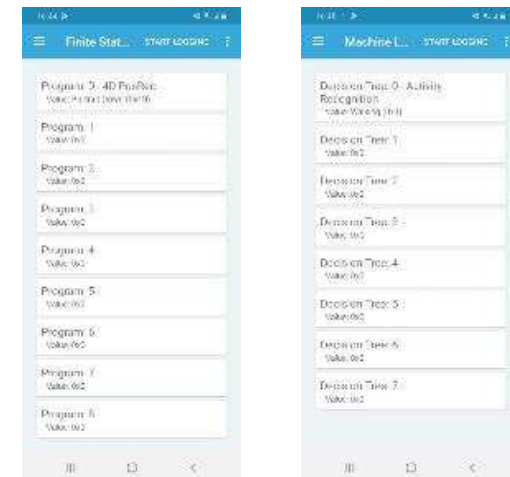 Finite Stat... START LOGGING
Program: 0 - 4D PosRec
Program: 1
Value: 0x0
Program: 2
Value: 0x0
Program: 3
Value: 0x0
Program: 4
Value: 0x0
Program: 5
Value: 0x0
Program: 6
Value: 0x0
Program: 7
Value: 0x0
Program: 8
Value: 0x0
Machine L... START LOGGING
Decision Tree: 0 - Activity
Recognition
Value: Walking (0x1)
Decision Tree: 1
Value: 0x0
Decision Tree: 2
Value: 0x0
Decision Tree: 3 -
Value: 0x0
Decision Tree: 4
Value: 0x0
Decision Tree: 5
Value: 0x0
Decision Tree: 6
Value: 0x0
Decision Tree: 7
Value: 0x0